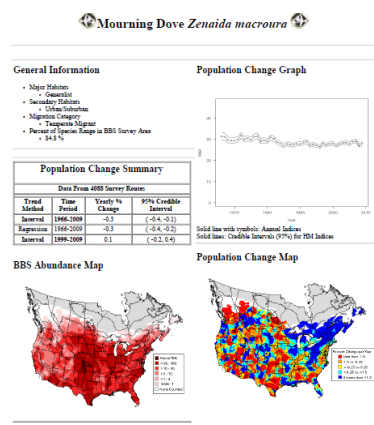 Mourning Dove Zenaida macroura
General Information
Major Habitats
Generalist
Secondary Habitats
Urban/Suburban
Migration Category
Temperate Migrant
Percent of Species Range in BBS Survey Area
84.8 %
Population Change Summary
Data From 4088 Survey Routes
Trend Method Time Period Yearly % Change 95% Credible Interval
Interval 1966-2009 -0.3 ( -0.4, -0.1)
Regression 1966-2009 -0.3 ( -0.4, -0.2)
Interval 1999-2009 0.1 ( -0.2, 0.4)
BBS Abundance Map
Population Change Graph
1970 1980 1990 2000 2010
Year
Solid line with symbols: Annual Indices
Solid lines: Credible Intervals (95%) for HM Indices
Population Change Map